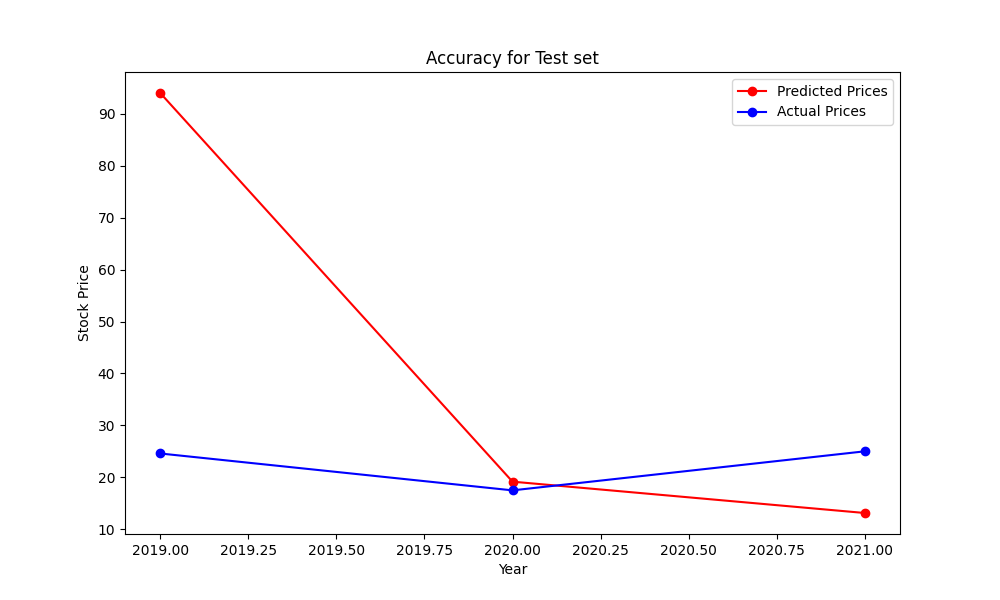 Accuracy for Test set
Predicted Prices
Actual Prices
90
80
70
60
50
40
30
20
10
Stock Price
2019.00 2019.25 2019.50 2019.75 2020.00 2020.25 2020.50 2020.75 2021.00
Year